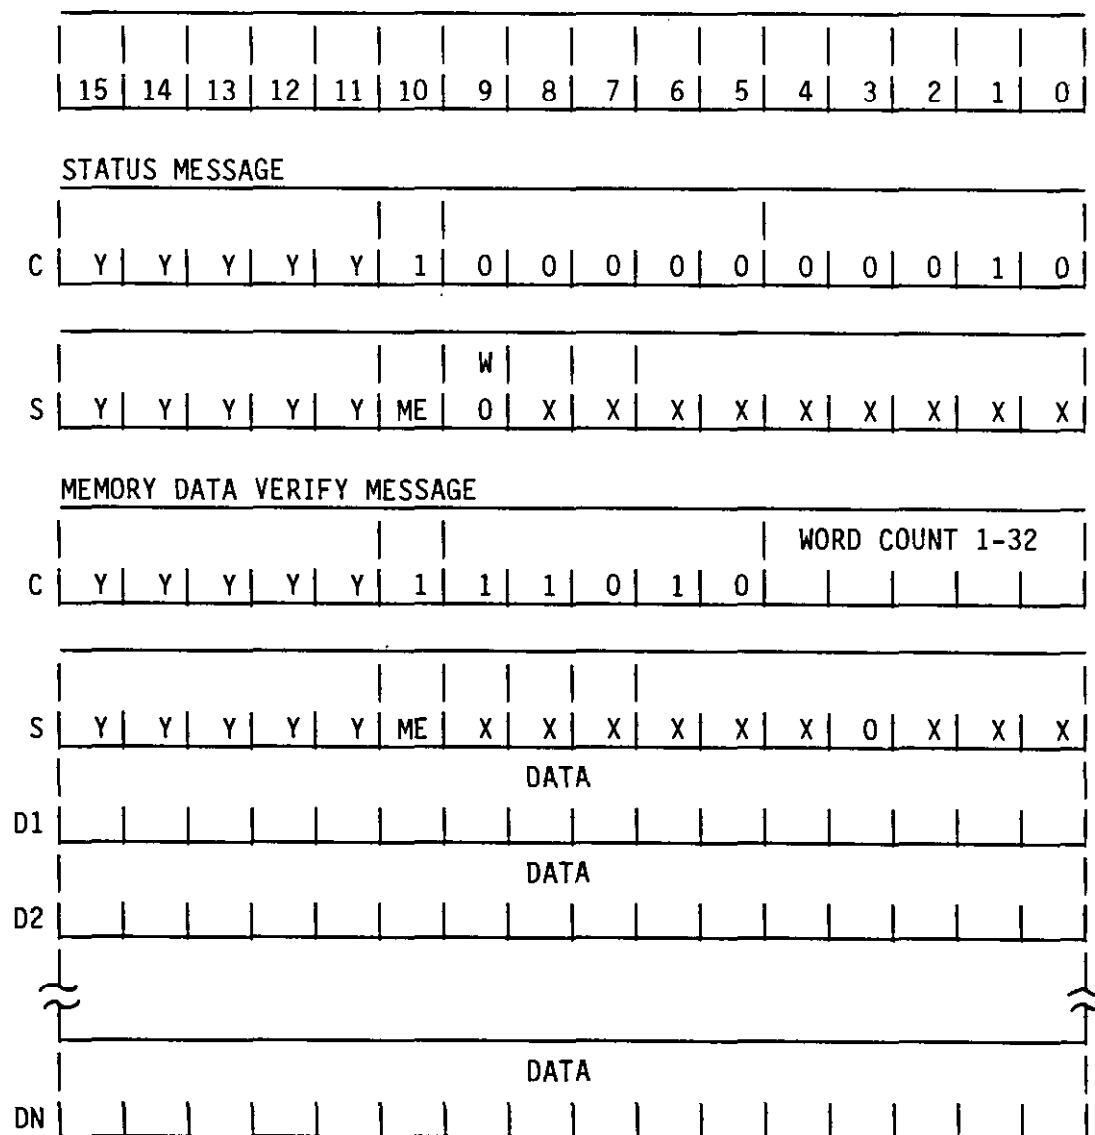 15 14 13 12 11 10 9 8 7 6 5 4 3 2 1 0
STATUS MESSAGE
C Y Y Y Y Y 1 0 0 0 0 0 0 0 0 1 0
W
S Y Y Y Y Y ME 0 X X X X X X X X X
MEMORY DATA VERIFY MESSAGE
WORD COUNT 1-32
C Y Y Y Y Y 1 1 1 0 1 0
S Y Y Y Y Y ME X X X X X X 0 X X X
DATA
D1
DATA
D2
DATA
DN